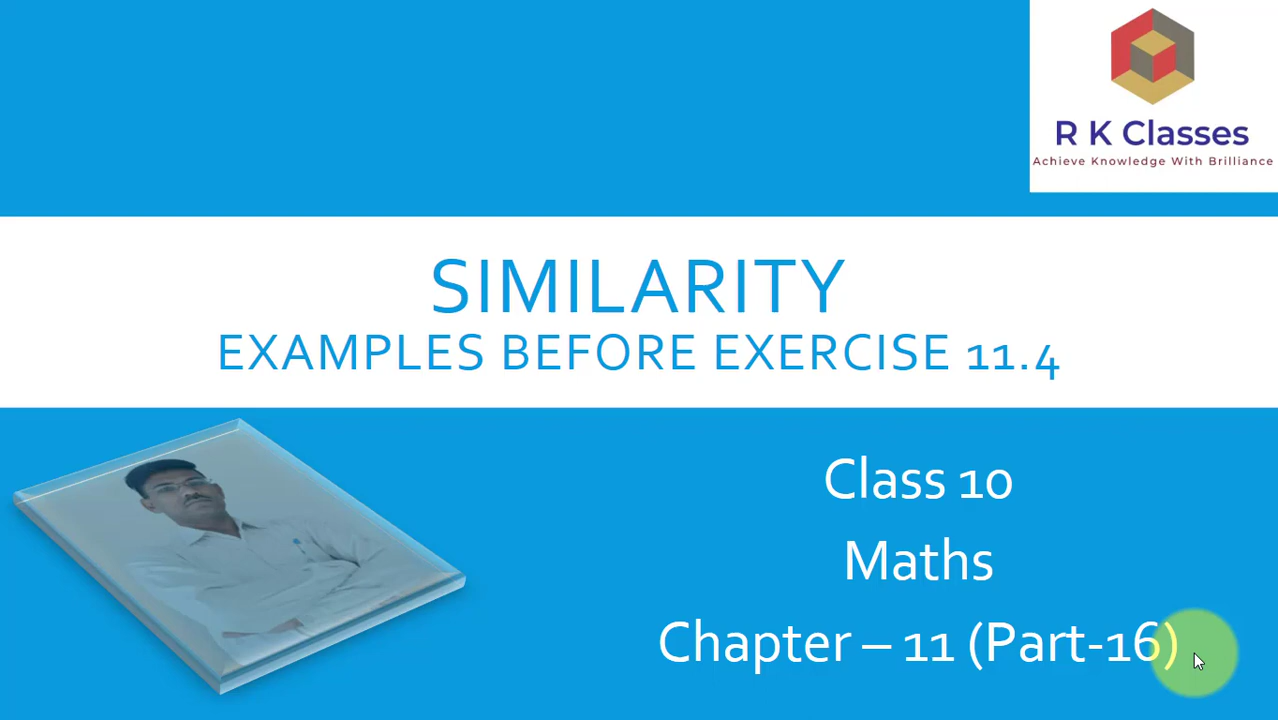 R K Classes
Achieve Knowledge With Brilliance
SIMILARITY
EXAMPLES BEFORE EXERCISE 11.4
Class 10
Maths
Chapter – 11 (Part-16)